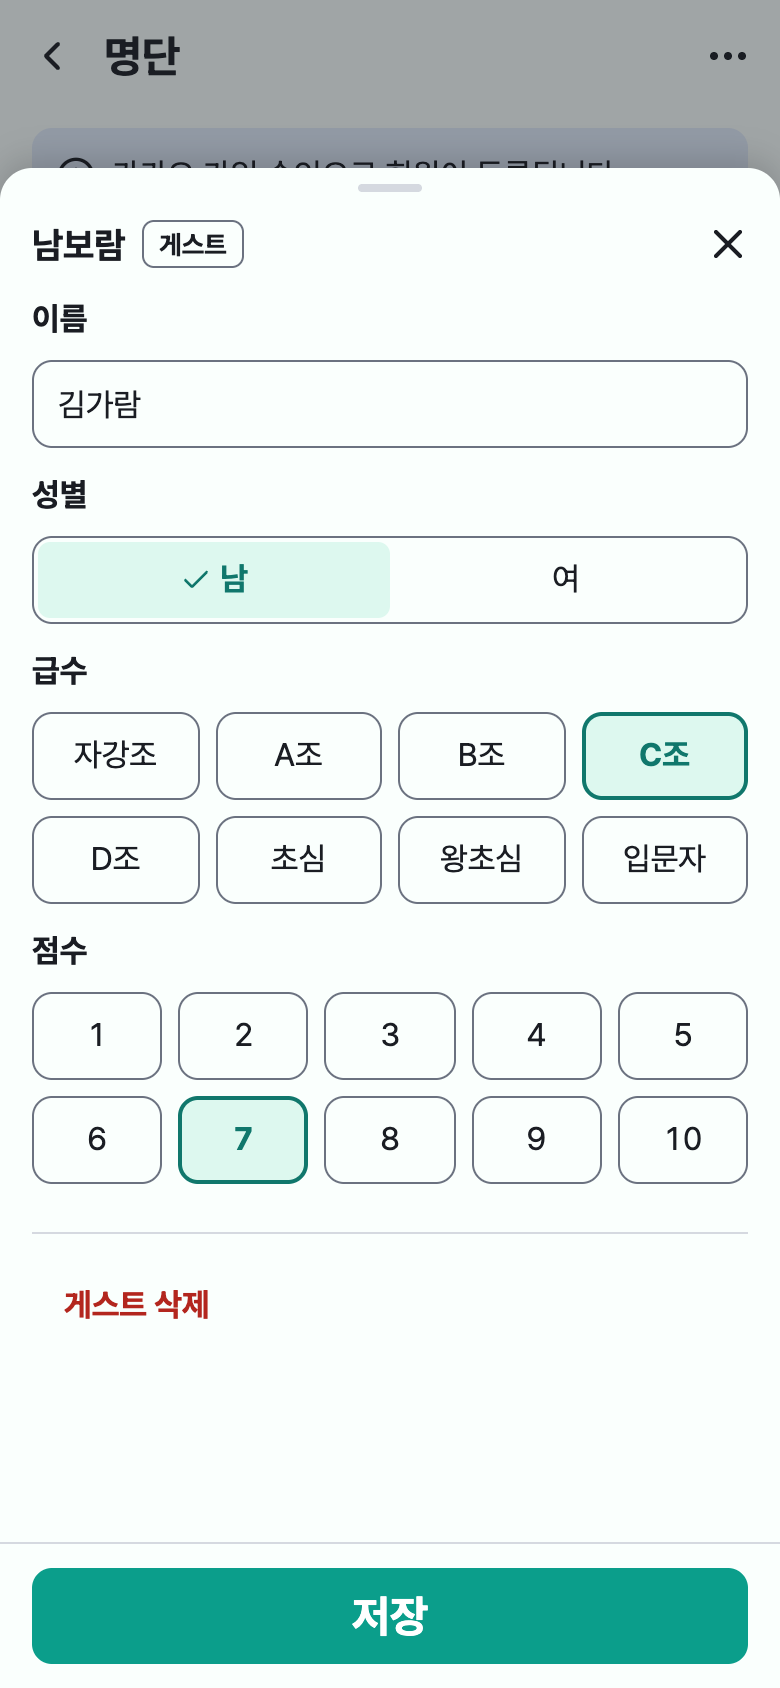 명단
남보람 게스트
이름
김가람
성별
남 여
급수
자강조 A조 B조 C조
D조 초심 왕초심 입문자
점수
1 2 3 4 5
6 7 8 9 10
게스트 삭제
저장